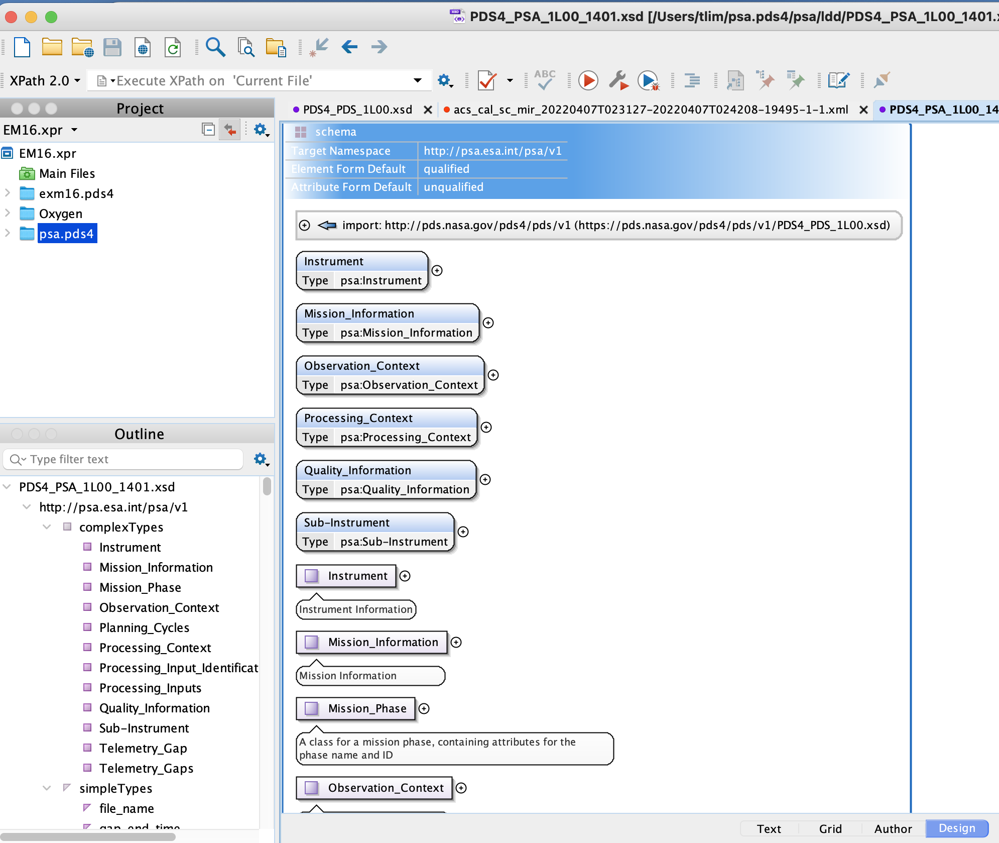 PDS4_PSA_1L00_1401.xsd [/Users/tlim/psa.pds4/psa/ldd/PDS4_PSA_1L00_1401.x
XPath 2.0
Execute XPath on 'Current File'
ABC
Project
EM16.xpr
EM16.xpr
Main Files
exm16.pds4
Oxygen
psa.pds4
Outline
Type filter text
PDS4_PSA_1L00_1401.xsd
http://psa.esa.int/psa/v1
complexTypes
Instrument
Mission_Information
Mission_Phase
Observation_Context
Planning_Cycles
Processing_Context
Processing_Input_Identificat
Processing_Inputs
Quality_Information
Sub-Instrument
Telemetry_Gap
Telemetry_Gaps
simpleTypes
file_name
gap_end_time
PDS4_PDS_1L00.xsd
acs_cal_sc_mir_20220407T023127-20220407T024208-19495-1-1.xml
PDS4_PSA_1L00_14
schema
Target Namespace http://psa.esa.int/psa/v1
Element Form Default qualified
Attribute Form Default unqualified
import: http://pds.nasa.gov/pds4/pds/v1 (https://pds.nasa.gov/pds4/pds/v1/PDS4_PDS_1L00.xsd)
Instrument
Type psa:Instrument
Mission_Information
Type psa:Mission_Information
Observation_Context
Type psa:Observation_Context
Processing_Context
Type psa:Processing_Context
Quality_Information
Type psa:Quality_Information
Sub-Instrument
Type psa:Sub-Instrument
Instrument
Instrument Information
Mission_Information
Mission Information
Mission_Phase
A class for a mission phase, containing attributes for the
phase name and ID
Observation_Context
Text Grid Author Design